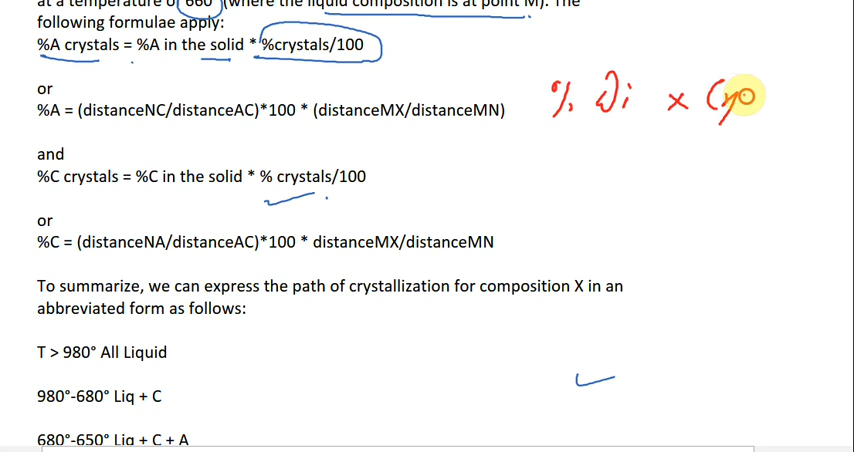 at a temperature of 660° (where the liquid composition is at point M). The
following formulae apply:
%A crystals = %A in the solid * %crystals/100
or
%A = (distanceNC/distanceAC)*100 * (distanceMX/distanceMN)
% Di x (
and
%C crystals = %C in the solid * % crystals/100
or
%C = (distanceNA/distanceAC)*100 * distanceMX/distanceMN
To summarize, we can express the path of crystallization for composition X in an
abbreviated form as follows:
T > 980° All Liquid
980°-680° Liq + C
680°-650° Liq + C + A